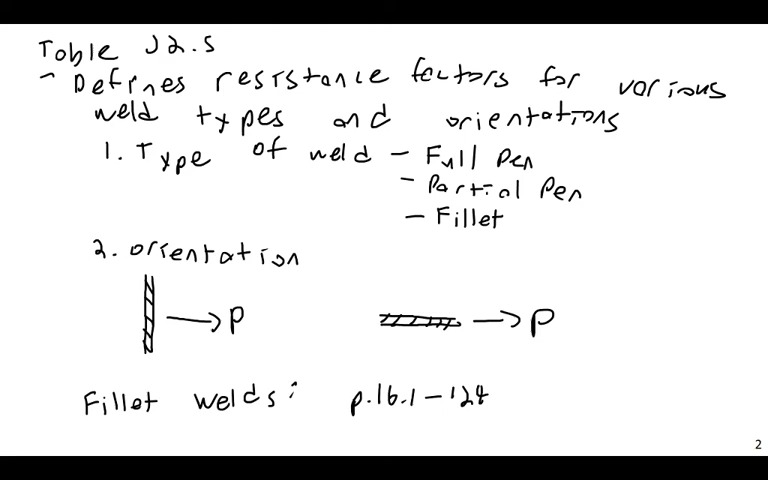 Table J2.5
- Defines resistance factors for various
weld types and orientations
1. Type of weld - Full Pen
- Partial Pen
- Fillet
2. orientation
→ P → P
Fillet welds: p.16.1-128
2